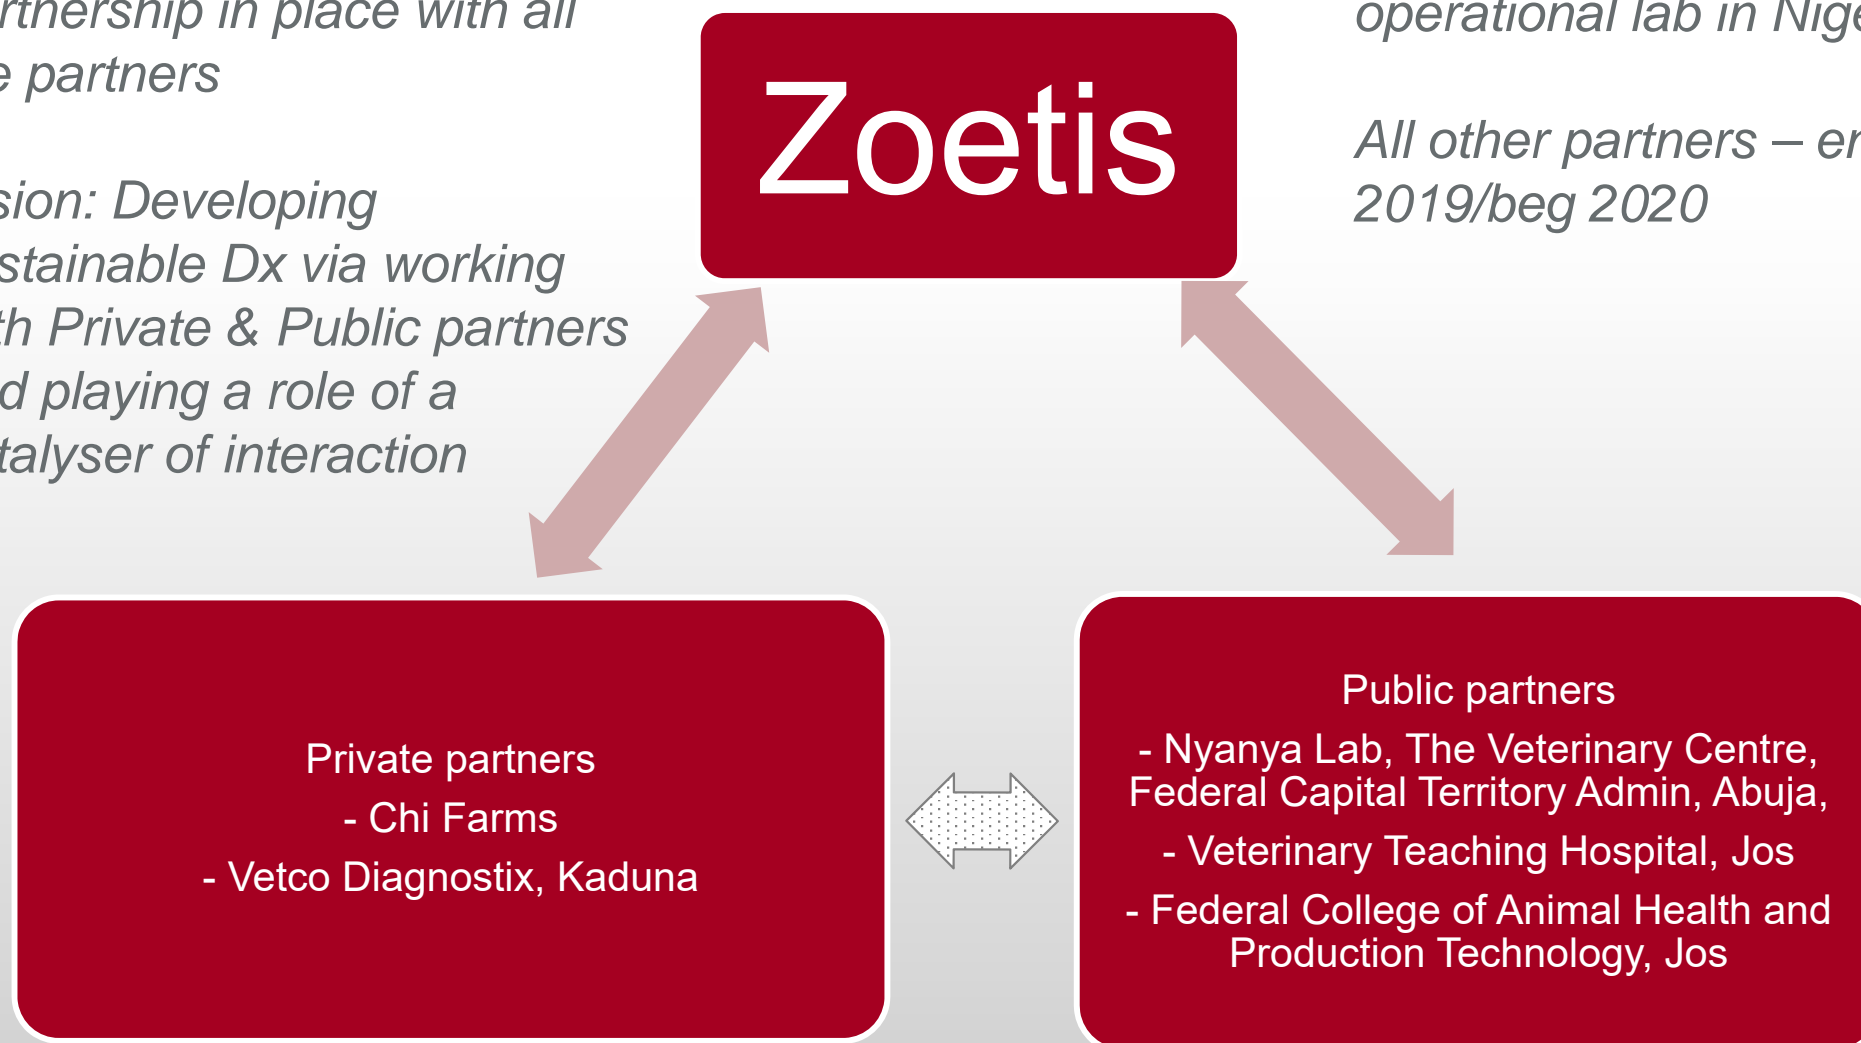 rtnership in place with all
e partners
sion: Developing
stainable Dx via working
th Private & Public partners
d playing a role of a
talyser of interaction
Zoetis
operational lab in Nige
All other partners – en
2019/beg 2020
Private partners
- Chi Farms
- Vetco Diagnostix, Kaduna
Public partners
- Nyanya Lab, The Veterinary Centre,
Federal Capital Territory Admin, Abuja,
- Veterinary Teaching Hospital, Jos
- Federal College of Animal Health and
Production Technology, Jos